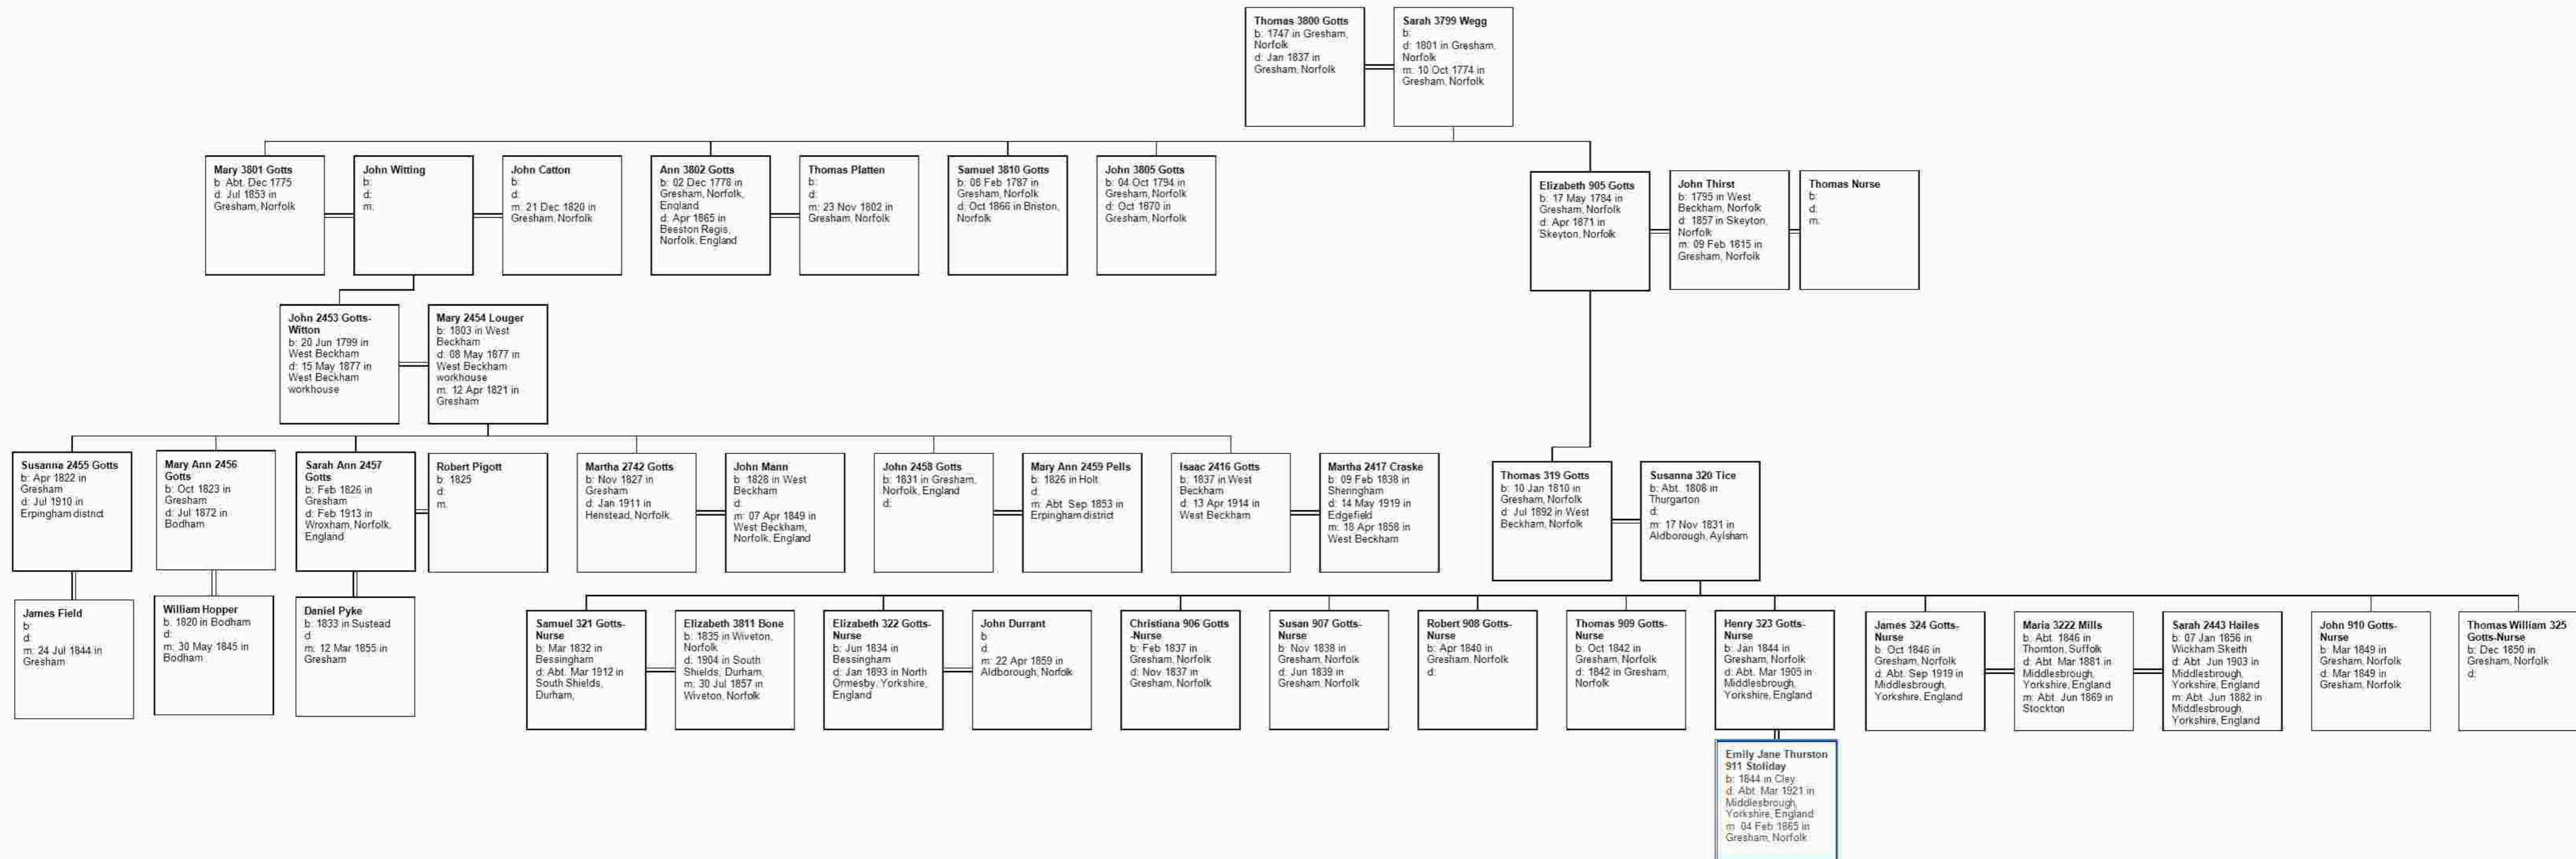 Thomas 3800 Gotts
b: 1747 in Gresham,
Norfolk
d: Jan 1837 in
Gresham, Norfolk
Sarah 3799 Wegg
b:
d: 1801 in Gresham,
Norfolk
m: 10 Oct 1774 in
Gresham, Norfolk
Mary 3801 Gotts
b: Abt. Dec 1775
d: Jul 1853 in
Gresham, Norfolk
John Witting
b:
d:
m:
John Catton
b:
d:
m: 21 Dec 1820 in
Gresham, Norfolk
Ann 3802 Gotts
b: 02 Dec 1778 in
Gresham, Norfolk,
England
d: Apr 1865 in
Beeston Regis,
Norfolk, England
Thomas Platten
b:
d:
m: 23 Nov 1802 in
Gresham, Norfolk
Samuel 3810 Gotts
b: 08 Feb 1787 in
Gresham, Norfolk
d: Oct 1866 in Briston,
Norfolk
John 3805 Gotts
b: 04 Oct 1794 in
Gresham, Norfolk
d: Oct 1870 in
Gresham, Norfolk
Elizabeth 905 Gotts
b: 17 May 1784 in
Gresham, Norfolk
d: Apr 1871 in
Skeyton, Norfolk
John Thirst
b: 1795 in West
Beckham, Norfolk
d: 1857 in Skeyton,
Norfolk
m: 09 Feb 1815 in
Gresham, Norfolk
Thomas Nurse
b:
d:
m:
John 2453 Gotts-
Witton
b: 20 Jun 1799 in
West Beckham
d: 15 May 1877 in
West Beckham
workhouse
Mary 2454 Louger
b: 1803 in West
Beckham
d: 08 May 1877 in
West Beckham
workhouse
m: 12 Apr 1821 in
Gresham
Susanna 2455 Gotts
b: Apr 1822 in
Gresham
d: Jul 1910 in
Erpingham district
Mary Ann 2456
Gotts
b: Oct 1823 in
Gresham
d: Jul 1872 in
Bodham
Sarah Ann 2457
Gotts
b: Feb 1826 in
Gresham
d: Feb 1913 in
Wroxham, Norfolk,
England
Robert Pigott
b: 1825
d:
m:
Martha 2742 Gotts
b: Nov 1827 in
Gresham
d: Jan 1911 in
Henstead, Norfolk.
John Mann
b: 1828 in West
Beckham
d:
m: 07 Apr 1849 in
West Beckham,
Norfolk, England
John 2458 Gotts
b: 1831 in Gresham,
Norfolk, England
d:
Mary Ann 2459 Pells
b: 1826 in Holt
d:
m: Abt. Sep 1853 in
Erpingham district
Isaac 2416 Gotts
b: 1837 in West
Beckham
d: 13 Apr 1914 in
West Beckham
Martha 2417 Craske
b: 09 Feb 1838 in
Sheringham
d: 14 May 1919 in
Edgefield
m: 18 Apr 1858 in
West Beckham
Thomas 319 Gotts
b: 10 Jan 1810 in
Gresham, Norfolk
d: Jul 1892 in West
Beckham, Norfolk
Susanna 320 Tice
b: Abt. 1808 in
Thurgarton
d:
m: 17 Nov 1831 in
Aldborough, Aylsham
James Field
b:
d:
m: 24 Jul 1844 in
Gresham
William Hopper
b: 1820 in Bodham
d:
m: 30 May 1845 in
Bodham
Daniel Pyke
b: 1833 in Sustead
d:
m: 12 Mar 1855 in
Gresham
Samuel 321 Gotts-
Nurse
b: Mar 1832 in
Bessingham
d: Abt. Mar 1912 in
South Shields,
Durham,
Elizabeth 3811 Bone
b: 1835 in Wiveton,
Norfolk
d: 1904 in South
Shields, Durham,
m: 30 Jul 1857 in
Wiveton, Norfolk
Elizabeth 322 Gotts-
Nurse
b: Jun 1834 in
Bessingham
d: Jan 1893 in North
Ormesby, Yorkshire,
England
John Durrant
b:
d:
m: 22 Apr 1859 in
Aldborough, Norfolk
Christiana 906 Gotts
-Nurse
b: Feb 1837 in
Gresham, Norfolk
d: Nov 1837 in
Gresham, Norfolk
Susan 907 Gotts-
Nurse
b: Nov 1838 in
Gresham, Norfolk
d: Jun 1839 in
Gresham, Norfolk
Robert 908 Gotts-
Nurse
b: Apr 1840 in
Gresham, Norfolk
d:
Thomas 909 Gotts-
Nurse
b: Oct 1842 in
Gresham, Norfolk
d: 1842 in Gresham,
Norfolk
Henry 323 Gotts-
Nurse
b: Jan 1844 in
Gresham, Norfolk
d: Abt. Mar 1905 in
Middlesbrough,
Yorkshire, England
James 324 Gotts-
Nurse
b: Oct 1846 in
Gresham, Norfolk
d: Abt. Sep 1919 in
Middlesbrough,
Yorkshire, England
Maria 3222 Mills
b: Abt. 1846 in
Thornton, Suffolk
d: Abt. Mar 1881 in
Middlesbrough,
Yorkshire, England
m: Abt. Jun 1869 in
Stockton
Sarah 2443 Hailes
b: 07 Jan 1856 in
Wickham Skeith
d: Abt. Jun 1903 in
Middlesbrough,
Yorkshire, England
m: Abt. Jun 1882 in
Middlesbrough,
Yorkshire, England
John 910 Gotts-
Nurse
b: Mar 1849 in
Gresham, Norfolk
d: Mar 1849 in
Gresham, Norfolk
Thomas William 325
Gotts-Nurse
b: Dec 1850 in
Gresham, Norfolk
d:
Emily Jane Thurston
911 Stoliday
b: 1844 in Cley
d: Abt. Mar 1921 in
Middlesbrough,
Yorkshire, England
m: 04 Feb 1865 in
Gresham, Norfolk